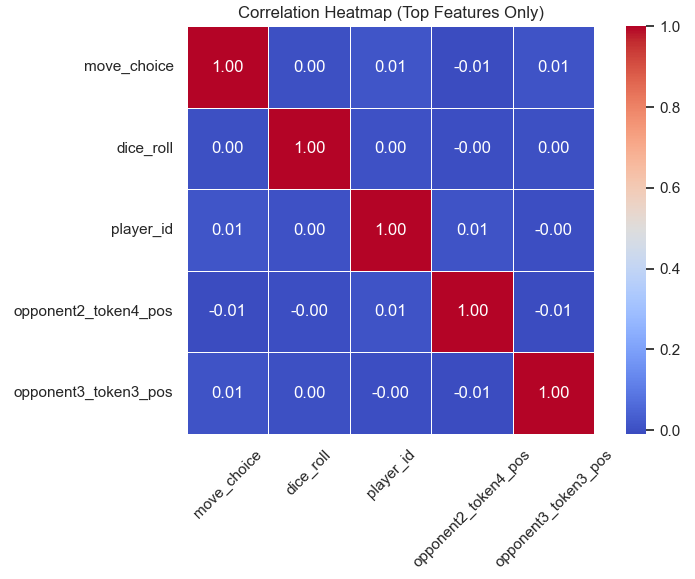 Correlation Heatmap (Top Features Only)
move_choice 1.00 0.00 0.01 -0.01 0.01
dice_roll 0.00 1.00 0.00 -0.00 0.00
player_id 0.01 0.00 1.00 0.01 -0.00
opponent2_token4_pos -0.01 -0.00 0.01 1.00 -0.01
opponent3_token3_pos 0.01 0.00 -0.00 -0.01 1.00
move_choice
dice_roll
player_id
opponent2_token4_pos
opponent3_token3_pos
1.0
0.8
0.6
0.4
0.2
0.0